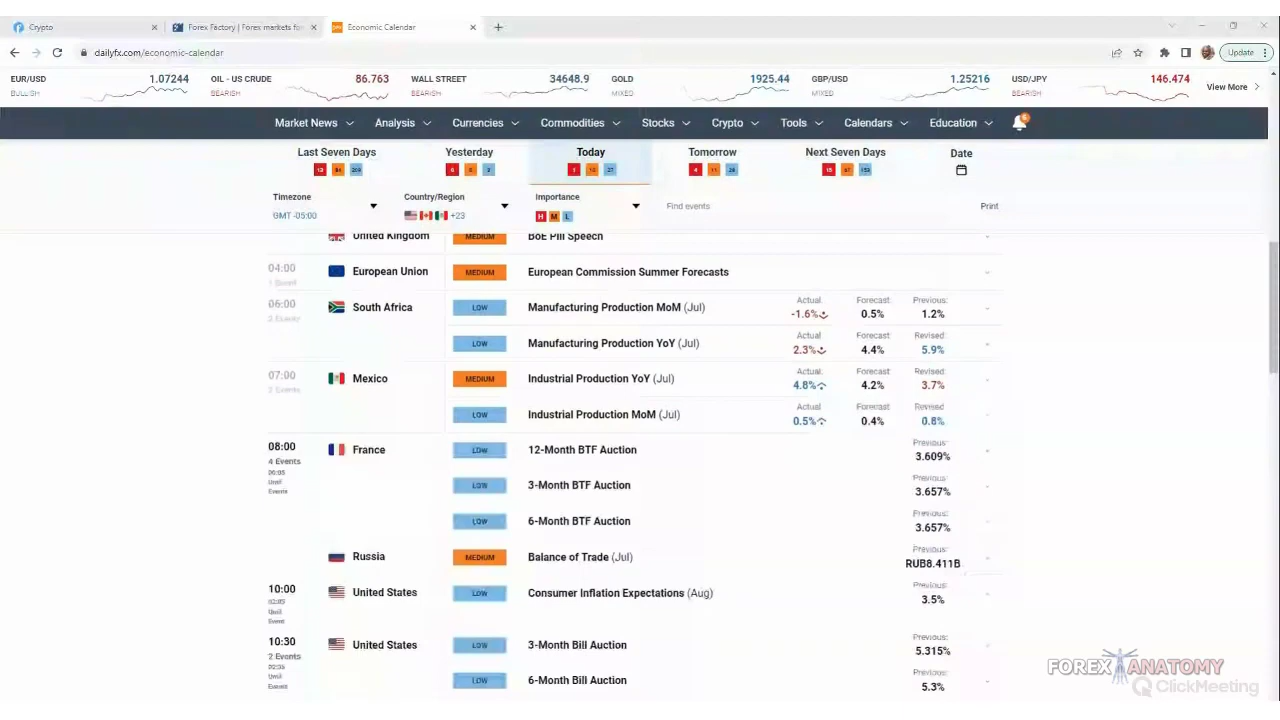 Crypto
Forex Factory | Forex markets for
Economic Calendar
dailyfx.com/economic-calendar
Update
EUR/USD 1.07244 OIL - US CRUDE 86.763 WALL STREET 34648.9 GOLD 1925.44 GBP/USD 1.25216 USD/JPY 146.474
BULLISH BEARISH BEARISH MIXED MIXED BEARISH View More
Market News Analysis Currencies Commodities Stocks Crypto Tools Calendars Education
Last Seven Days Yesterday Today Tomorrow Next Seven Days Date
Timezone Country/Region Importance
GMT -05:00 +23 H M L Find events Print
United Kingdom MEDIUM BoE Pill Speech
04:00 European Union MEDIUM European Commission Summer Forecasts
1 Event
06:00 South Africa LOW Manufacturing Production MoM (Jul) Actual: -1.6% Forecast: 0.5% Previous: 1.2%
2 Events
LOW Manufacturing Production YoY (Jul) Actual 2.3% Forecast: 4.4% Revised: 5.9%
07:00 Mexico MEDIUM Industrial Production YoY (Jul) Actual: 4.8% Forecast: 4.2% Revised: 3.7%
2 Events
LOW Industrial Production MoM (Jul) Actual 0.5% Forecast: 0.4% Revised 0.8%
08:00 France LOW 12-Month BTF Auction Previous: 3.609%
4 Events
Until
Events
LOW 3-Month BTF Auction Previous: 3.657%
LOW 6-Month BTF Auction Previous: 3.657%
Russia MEDIUM Balance of Trade (Jul) Previous: RUB8.411B
10:00 United States LOW Consumer Inflation Expectations (Aug) Previous: 3.5%
Until
Event
10:30 United States LOW 3-Month Bill Auction Previous: 5.315%
2 Events
Until
Events
LOW 6-Month Bill Auction Previous: 5.3%
FOREX ANATOMY
ClickMeeting